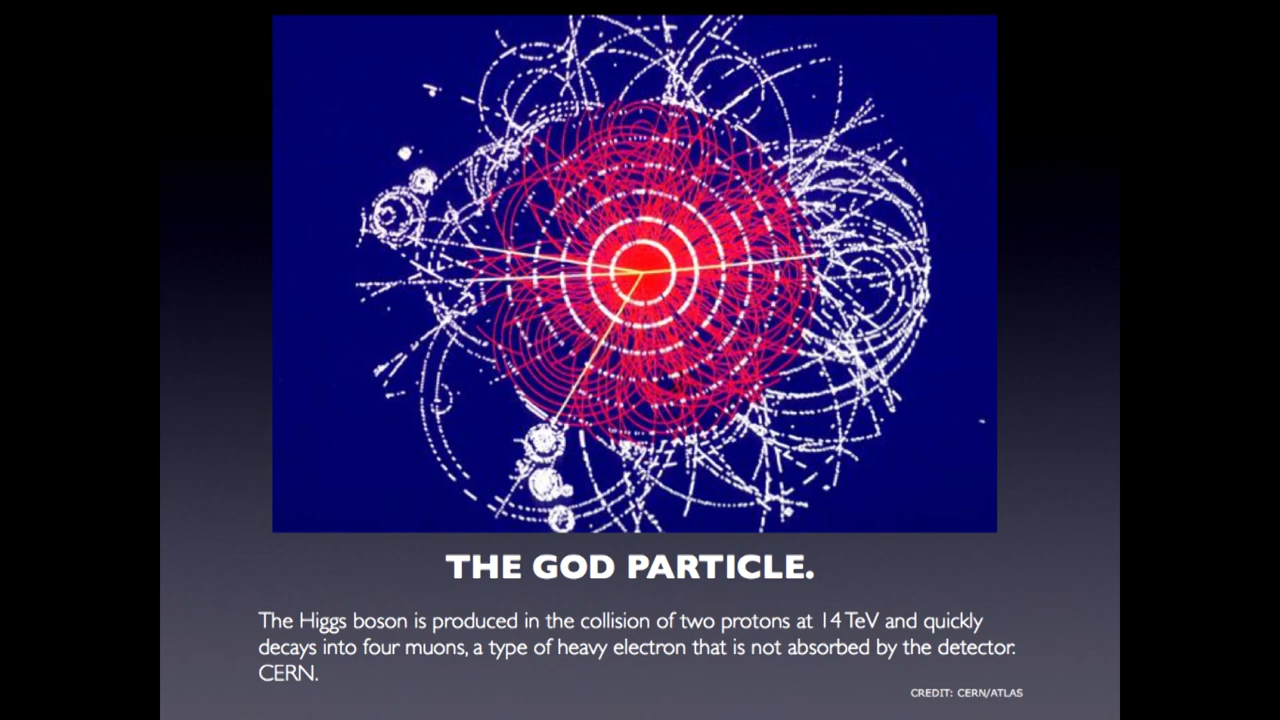 THE GOD PARTICLE.
The Higgs boson is produced in the collision of two protons at 14 TeV and quickly
decays into four muons, a type of heavy electron that is not absorbed by the detector.
CERN.
CREDIT: CERN/ATLAS